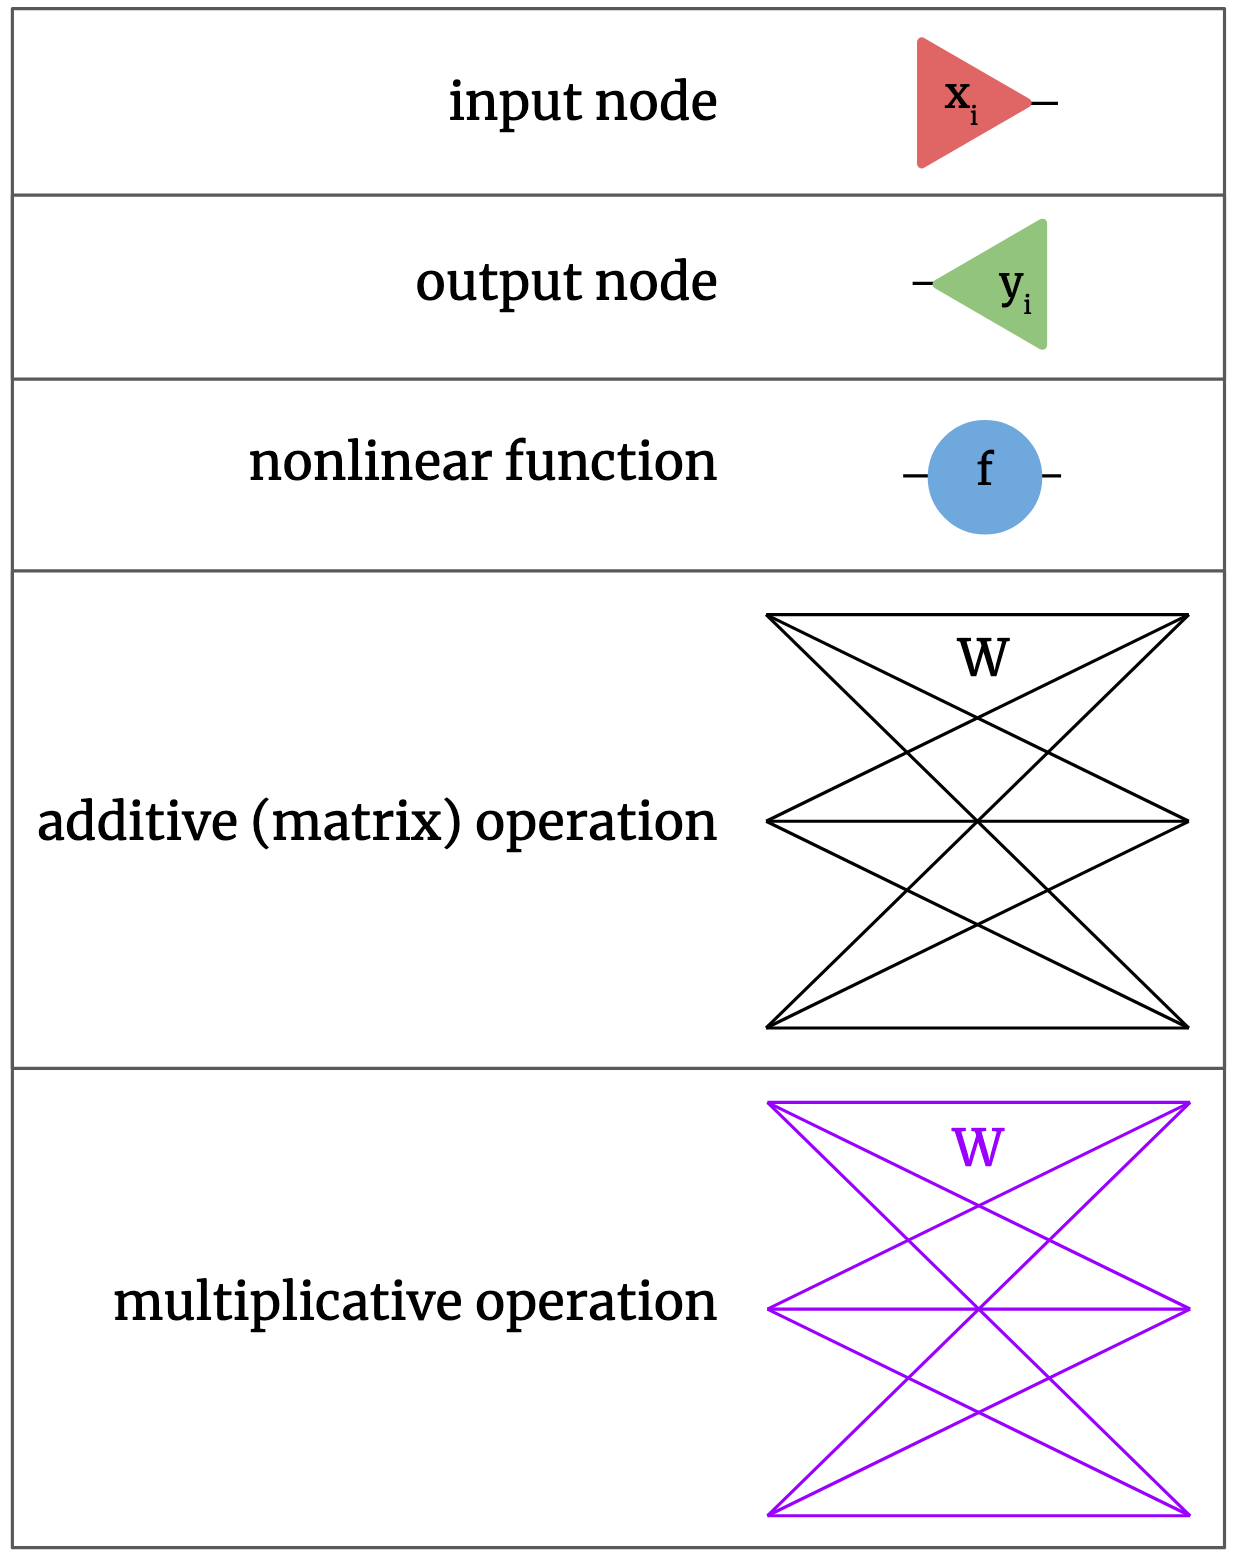 input node
x_i
output node
y_i
nonlinear function
f
W
additive (matrix) operation
W
multiplicative operation